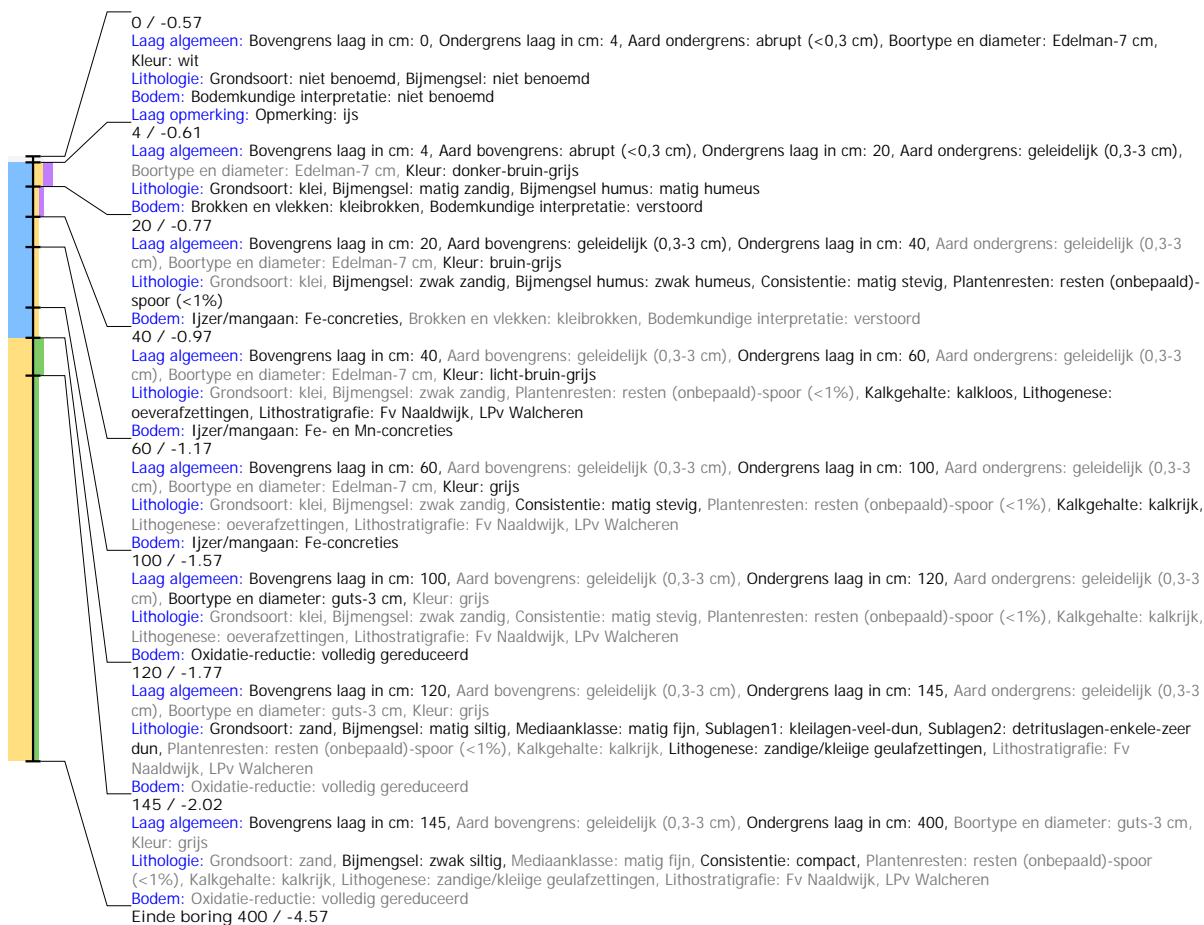 0 / -0.57
Laag algemeen: Bovengrens laag in cm: 0, Ondergrens laag in cm: 4, Aard ondergrens: abrupt (<0,3 cm), Boortype en diameter: Edelman-7 cm,
Kleur: wit
Lithologie: Grondsoort: niet benoemd, Bijmengsel: niet benoemd
Bodem: Bodemkundige interpretatie: niet benoemd
Laag opmerking: Opmerking: ijs
4 / -0.61
Laag algemeen: Bovengrens laag in cm: 4, Aard bovengrens: abrupt (<0,3 cm), Ondergrens laag in cm: 20, Aard ondergrens: geleidelijk (0,3-3 cm),
Boortype en diameter: Edelman-7 cm, Kleur: donker-bruin-grijs
Lithologie: Grondsoort: klei, Bijmengsel: matig zandig, Bijmengsel humus: matig humeus
Bodem: Brokken en vlekken: kleibrokken, Bodemkundige interpretatie: verstoord
20 / -0.77
Laag algemeen: Bovengrens laag in cm: 20, Aard bovengrens: geleidelijk (0,3-3 cm), Ondergrens laag in cm: 40, Aard ondergrens: geleidelijk (0,3-3
cm), Boortype en diameter: Edelman-7 cm, Kleur: bruin-grijs
Lithologie: Grondsoort: klei, Bijmengsel: zwak zandig, Bijmengsel humus: zwak humeus, Consistentie: matig stevig, Plantenresten: resten (onbepaald)-
spoor (<1%)
Bodem: Ijzer/mangaan: Fe-concreties, Brokken en vlekken: kleibrokken, Bodemkundige interpretatie: verstoord
40 / -0.97
Laag algemeen: Bovengrens laag in cm: 40, Aard bovengrens: geleidelijk (0,3-3 cm), Ondergrens laag in cm: 60, Aard ondergrens: geleidelijk (0,3-3
cm), Boortype en diameter: Edelman-7 cm, Kleur: licht-bruin-grijs
Lithologie: Grondsoort: klei, Bijmengsel: zwak zandig, Plantenresten: resten (onbepaald)-spoor (<1%), Kalkgehalte: kalkloos, Lithogenese:
oeverafzettingen, Lithostratigrafie: Fv Naaldwijk, LPv Walcheren
Bodem: Ijzer/mangaan: Fe- en Mn-concreties
60 / -1.17
Laag algemeen: Bovengrens laag in cm: 60, Aard bovengrens: geleidelijk (0,3-3 cm), Ondergrens laag in cm: 100, Aard ondergrens: geleidelijk (0,3-3
cm), Boortype en diameter: Edelman-7 cm, Kleur: grijs
Lithologie: Grondsoort: klei, Bijmengsel: zwak zandig, Consistentie: matig stevig, Plantenresten: resten (onbepaald)-spoor (<1%), Kalkgehalte: kalkrijk,
Lithogenese: oeverafzettingen, Lithostratigrafie: Fv Naaldwijk, LPv Walcheren
Bodem: Ijzer/mangaan: Fe-concreties
100 / -1.57
Laag algemeen: Bovengrens laag in cm: 100, Aard bovengrens: geleidelijk (0,3-3 cm), Ondergrens laag in cm: 120, Aard ondergrens: geleidelijk (0,3-3
cm), Boortype en diameter: guts-3 cm, Kleur: grijs
Lithologie: Grondsoort: klei, Bijmengsel: zwak zandig, Consistentie: matig stevig, Plantenresten: resten (onbepaald)-spoor (<1%), Kalkgehalte: kalkrijk,
Lithogenese: oeverafzettingen, Lithostratigrafie: Fv Naaldwijk, LPv Walcheren
Bodem: Oxidatie-reductie: volledig gereduceerd
120 / -1.77
Laag algemeen: Bovengrens laag in cm: 120, Aard bovengrens: geleidelijk (0,3-3 cm), Ondergrens laag in cm: 145, Aard ondergrens: geleidelijk (0,3-3
cm), Boortype en diameter: guts-3 cm, Kleur: grijs
Lithologie: Grondsoort: zand, Bijmengsel: matig siltig, Mediaanklasse: matig fijn, Sublagen1: kleilagen-veel-dun, Sublagen2: detrituslagen-enkele-zeer
dun, Plantenresten: resten (onbepaald)-spoor (<1%), Kalkgehalte: kalkrijk, Lithogenese: zandige/kleiige geulafzettingen, Lithostratigrafie: Fv
Naaldwijk, LPv Walcheren
Bodem: Oxidatie-reductie: volledig gereduceerd
145 / -2.02
Laag algemeen: Bovengrens laag in cm: 145, Aard bovengrens: geleidelijk (0,3-3 cm), Ondergrens laag in cm: 400, Boortype en diameter: guts-3 cm,
Kleur: grijs
Lithologie: Grondsoort: zand, Bijmengsel: zwak siltig, Mediaanklasse: matig fijn, Consistentie: compact, Plantenresten: resten (onbepaald)-spoor
(<1%), Kalkgehalte: kalkrijk, Lithogenese: zandige/kleiige geulafzettingen, Lithostratigrafie: Fv Naaldwijk, LPv Walcheren
Bodem: Oxidatie-reductie: volledig gereduceerd
Einde boring 400 / -4.57